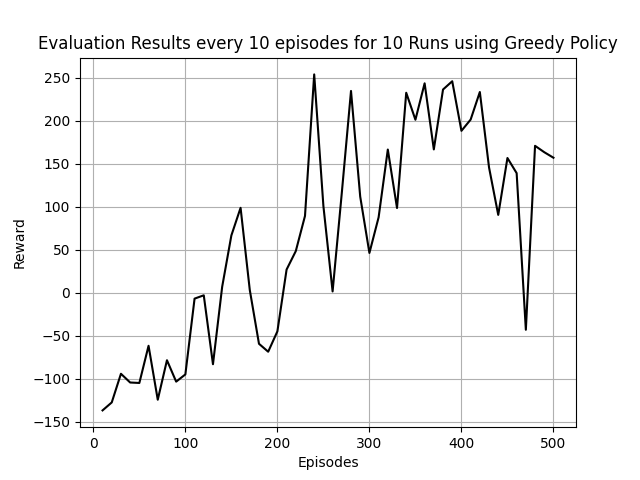 Evaluation Results every 10 episodes for 10 Runs using Greedy Policy
250
200
150
100
50
0
−50
−100
−150
Reward
0 100 200 300 400 500
Episodes